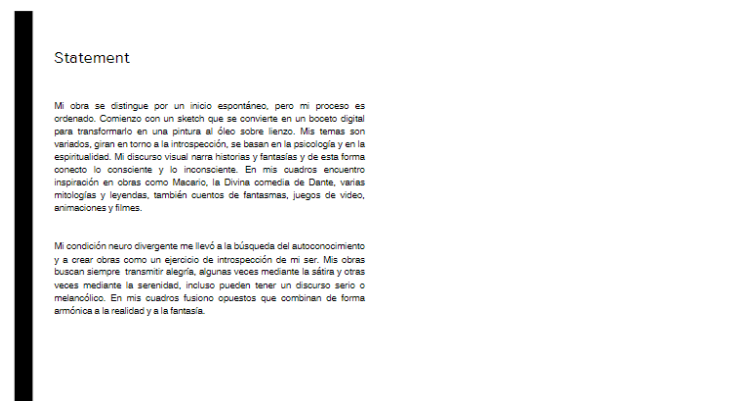 Statement
Mi obra se distingue por un inicio espontáneo, pero mi proceso es
ordenado. Comienzo con un sketch que se convierte en un boceto digital
para transformarlo en una pintura al óleo sobre lienzo. Mis temas son
variados, giran en torno a la introspección, se basan en la psicología y en la
espiritualidad. Mi discurso visual narra historias y fantasías y de esta forma
conecto lo consciente y lo inconsciente. En mis cuadros encuentro
inspiración en obras como Macario, la Divina comedia de Dante, varias
mitologías y leyendas, también cuentos de fantasmas, juegos de video,
animaciones y filmes.
Mi condición neuro divergente me llevó a la búsqueda del autoconocimiento
y a crear obras como un ejercicio de introspección de mi ser. Mis obras
buscan siempre transmitir alegría, algunas veces mediante la sátira y otras
veces mediante la serenidad, incluso pueden tener un discurso serio o
melancólico. En mis cuadros fusiono opuestos que combinan de forma
armónica a la realidad y a la fantasía.